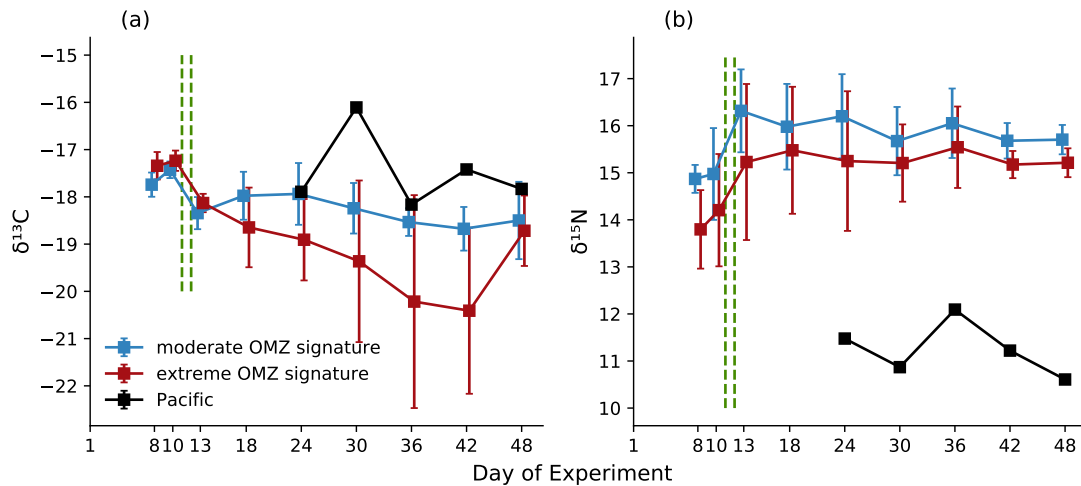 (a)
(b)
−15
−16
−17
−18
−19
−20
−21
−22
δ¹³C
moderate OMZ signature
extreme OMZ signature
Pacific
1 8 10 13 18 24 30 36 42 48
17
16
15
14
13
12
11
10
δ¹⁵N
1 8 10 13 18 24 30 36 42 48
Day of Experiment